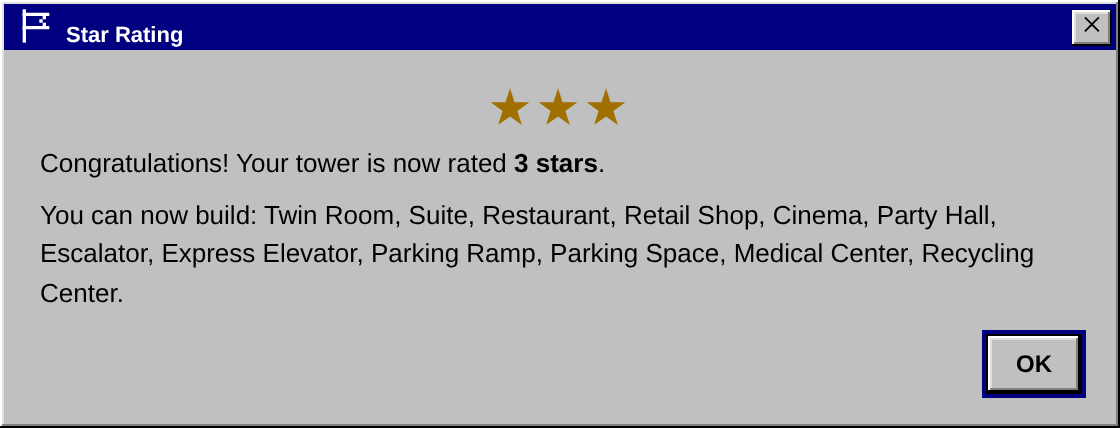 Star Rating
★★★
Congratulations! Your tower is now rated 3 stars.
You can now build: Twin Room, Suite, Restaurant, Retail Shop, Cinema, Party Hall,
Escalator, Express Elevator, Parking Ramp, Parking Space, Medical Center, Recycling
Center.
OK